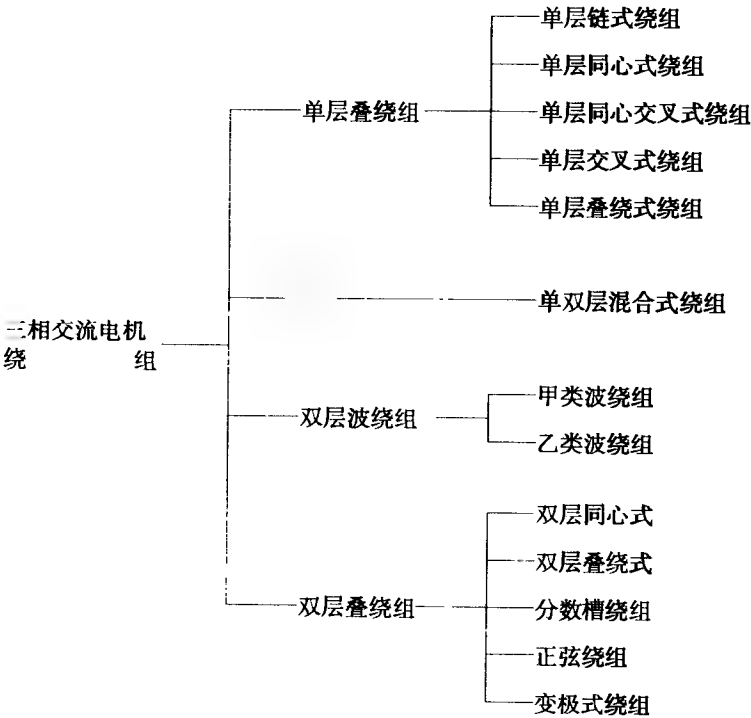 单层链式绕组
单层同心式绕组
单层叠绕组
单层同心交叉式绕组
单层交叉式绕组
单层叠绕式绕组
单双层混合式绕组
三相交流电机
绕 组
甲类波绕组
双层波绕组
乙类波绕组
双层同心式
双层叠绕式
双层叠绕组
分数槽绕组
正弦绕组
变极式绕组